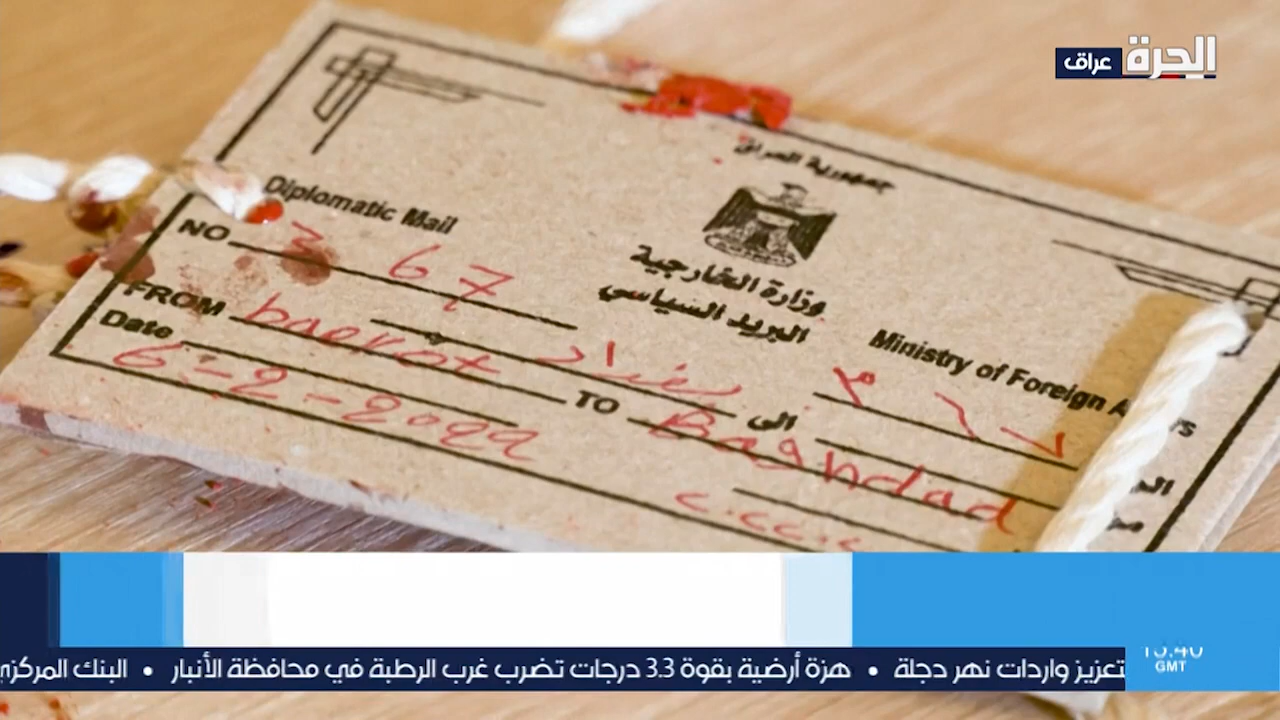 الحرة
عراق
جمهورية العراق
وزارة الخارجية
البريد السياسي
Diplomatic Mail
Ministry of Foreign
NO 367
FROM baerot TO Baghdad
Date 6-2-2022
بغداد
الى
تعزيز واردات نهر دجلة • هزة أرضية بقوة 3.3 درجات تضرب غرب الرطبة في محافظة الأنبار • البنك المركزي
GMT